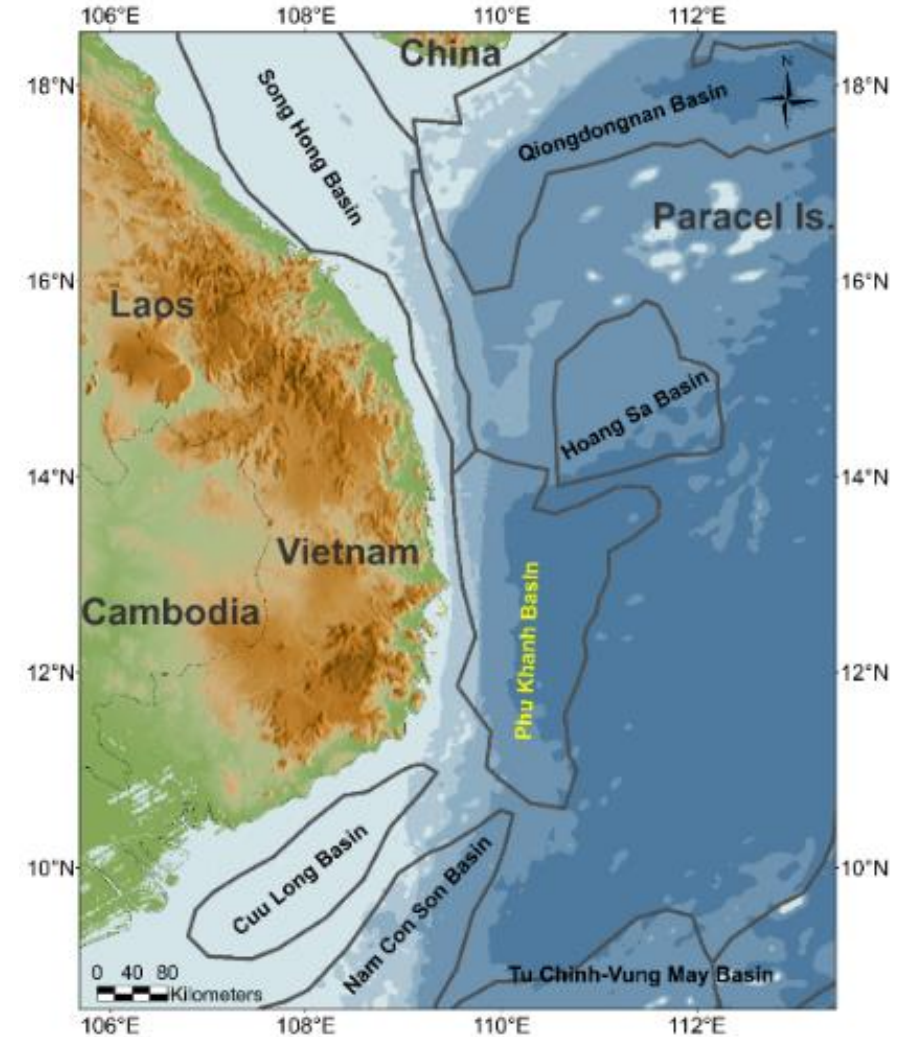 106°E 108°E 110°E 112°E
China
18°N 18°N
N
Song Hong Basin
Qiongdongnan Basin
Paracel Is.
16°N 16°N
Laos
Hoang Sa Basin
14°N 14°N
Vietnam
Phu Khanh Basin
Cambodia
12°N 12°N
10°N 10°N
Cuu Long Basin
Nam Con Son Basin
Tu Chinh-Vung May Basin
0 40 80
Kilometers
106°E 108°E 110°E 112°E